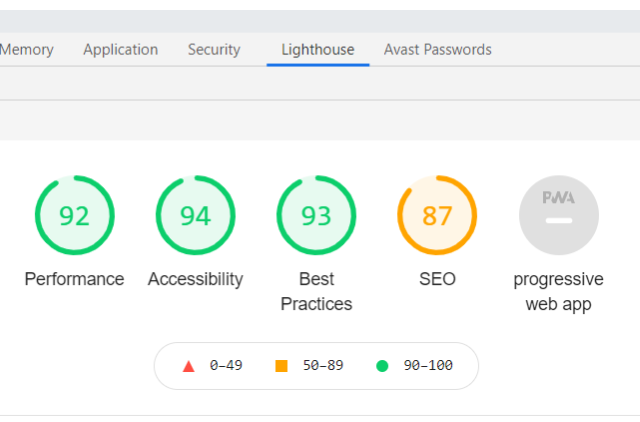 Memory Application Security Lighthouse Avast Passwords
92 94 93 87 PWA
Performance Accessibility Best Practices SEO progressive web app
0–49 50–89 90–100